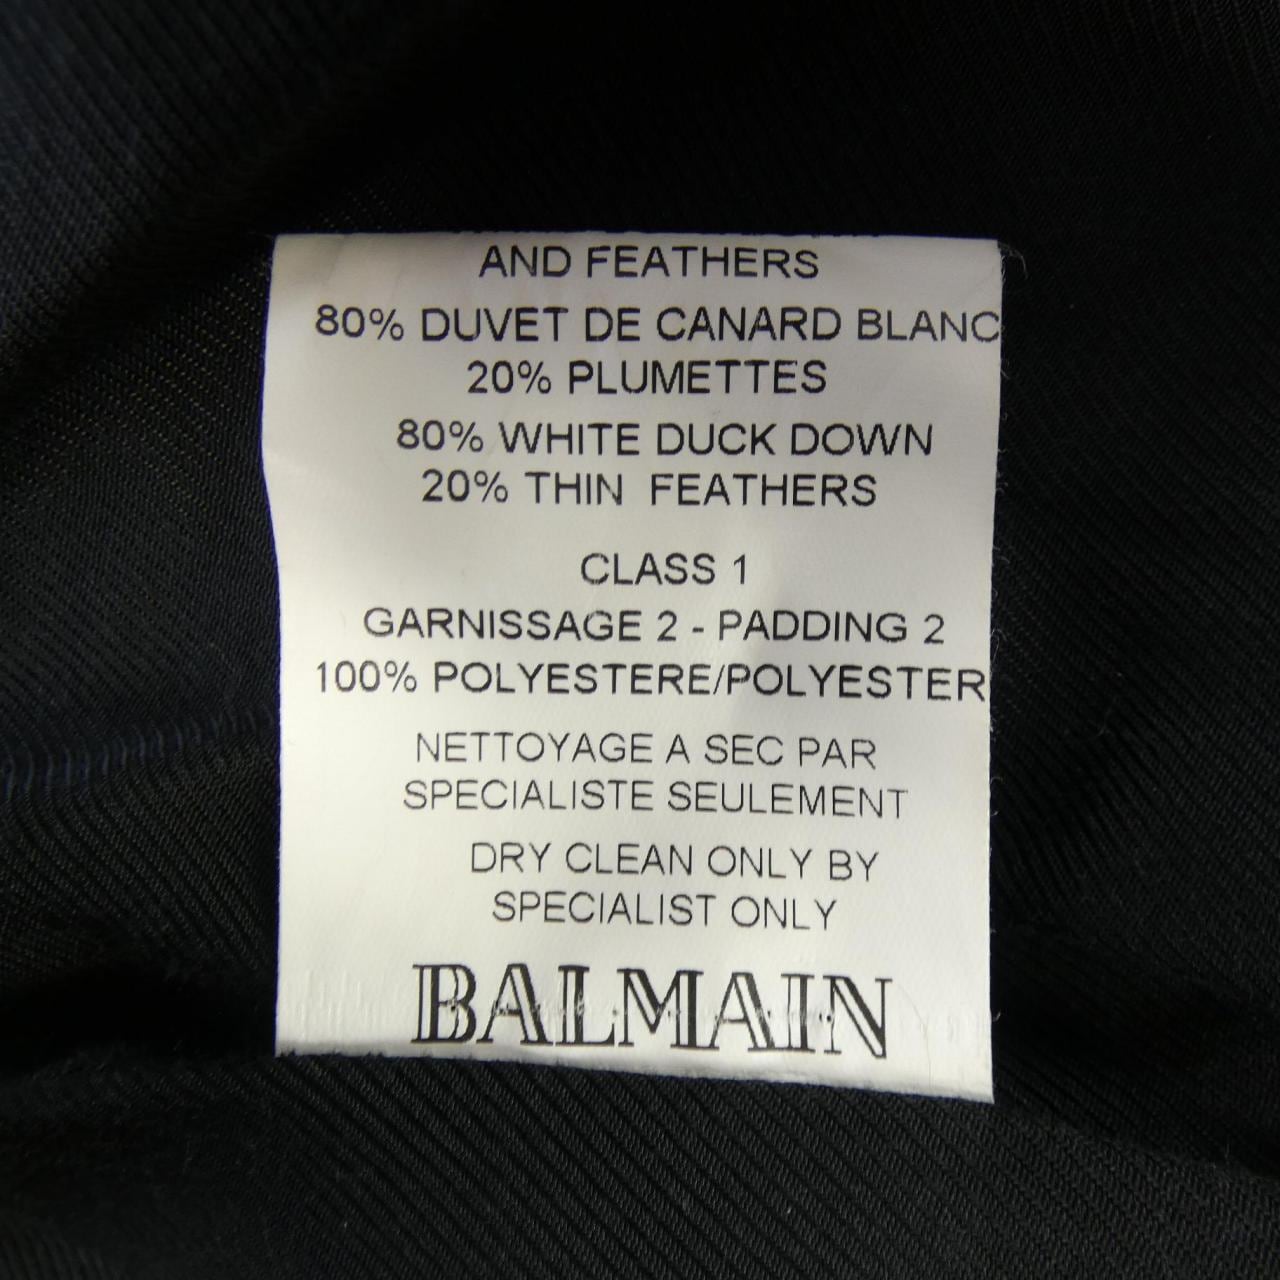 AND FEATHERS
80% DUVET DE CANARD BLANC
20% PLUMETTES
80% WHITE DUCK DOWN
20% THIN FEATHERS
CLASS 1
GARNISSAGE 2 - PADDING 2
100% POLYESTERE/POLYESTER
NETTOYAGE A SEC PAR
SPECIALISTE SEULEMENT
DRY CLEAN ONLY BY
SPECIALIST ONLY
BALMAIN